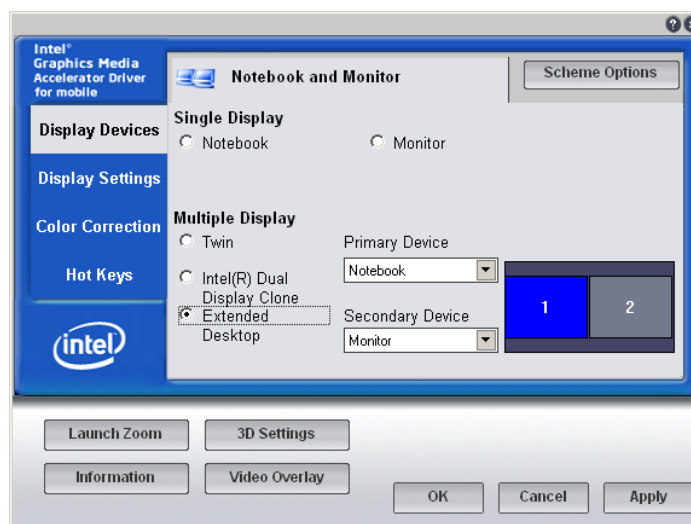 Intel®
Graphics Media
Accelerator Driver
for mobile
Notebook and Monitor
Scheme Options
Display Devices
Display Settings
Color Correction
Hot Keys
intel
Single Display
Notebook
Monitor
Multiple Display
Twin
Intel(R) Dual
Display Clone
Extended
Desktop
Primary Device
Notebook
Secondary Device
Monitor
1
2
Launch Zoom
3D Settings
Information
Video Overlay
OK
Cancel
Apply